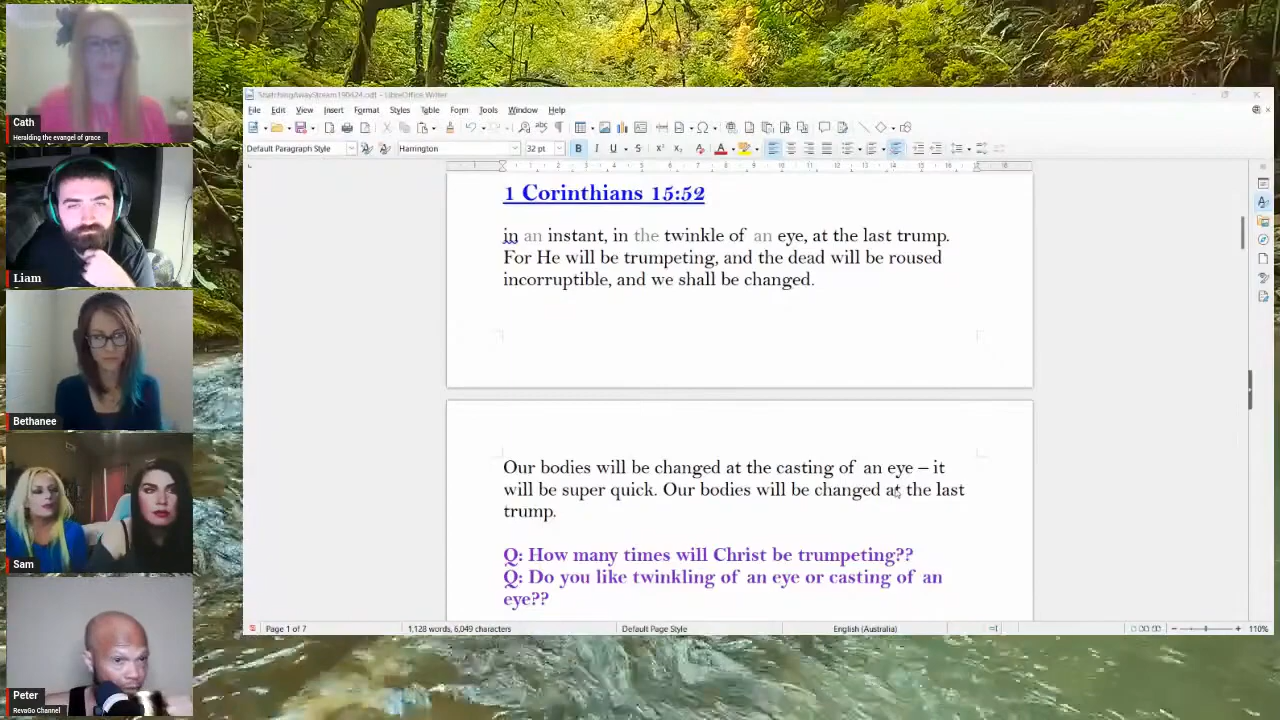 Cath
Heralding the evangel of grace
Liam
Bethanee
Sam
Peter
RevaGo Channel
LibreOffice Writer
File Edit View Insert Format Styles Table Form Tools Window Help
Default Paragraph Style Harrington 32 pt
1 Corinthians 15:52
in an instant, in the twinkle of an eye, at the last trump.
For He will be trumpeting, and the dead will be roused
incorruptible, and we shall be changed.
Our bodies will be changed at the casting of an eye – it
will be super quick. Our bodies will be changed at the last
trump.
Q: How many times will Christ be trumpeting??
Q: Do you like twinkling of an eye or casting of an
eye??
Page 1 of 7 1,128 words, 6,049 characters Default Page Style English (Australia) 110%